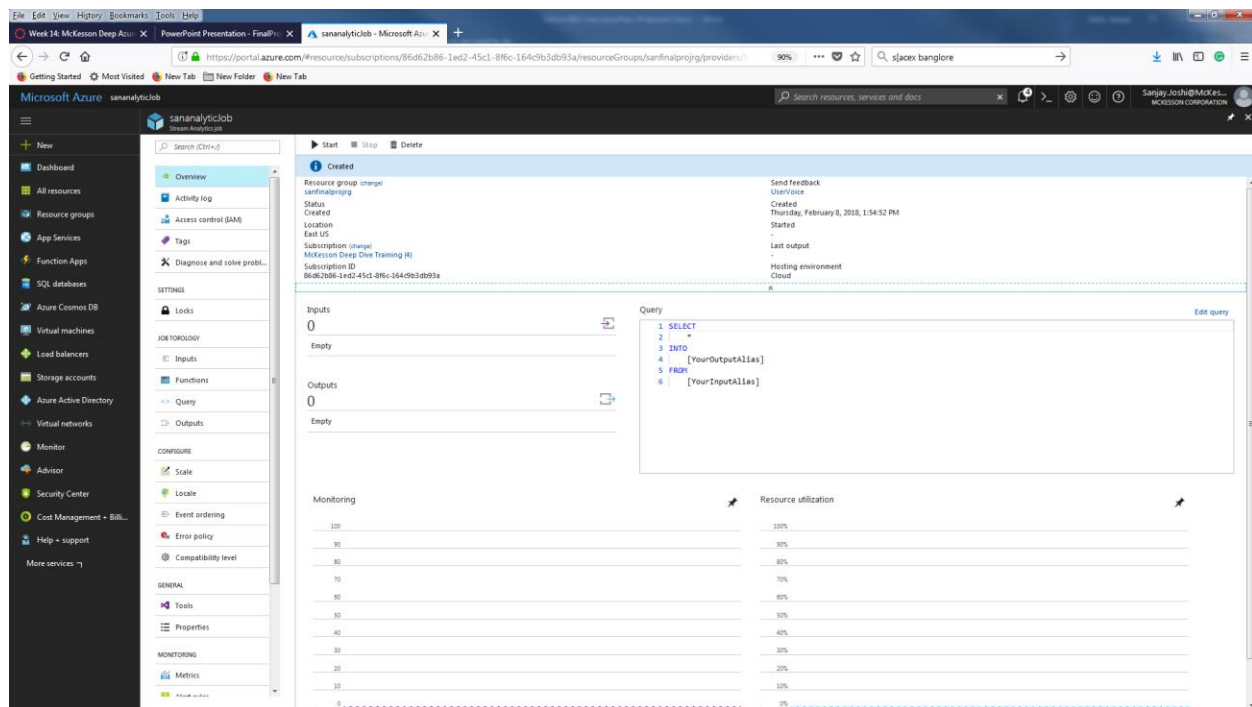 File Edit View History Bookmarks Tools Help
Week 14: McKesson Deep Azur
PowerPoint Presentation - FinalPro
sananalyticJob - Microsoft Azu
https://portal.azure.com/#resource/subscriptions/86d62b86-1ed2-45c1-8f6c-164c9b3db93a/resourceGroups/sanfinalprojrg/providers/
90%
s[acex banglore
Getting Started Most Visited New Tab New Folder New Tab
Microsoft Azure sananalyticJob
Search resources, services and docs
Sanjay.Joshi@McKes...
MCKESSON CORPORATION
sananalyticJob
Stream Analytics job
New
Dashboard
All resources
Resource groups
App Services
Function Apps
SQL databases
Azure Cosmos DB
Virtual machines
Load balancers
Storage accounts
Azure Active Directory
Virtual networks
Monitor
Advisor
Security Center
Cost Management + Billi...
Help + support
More services
Search (Ctrl+/)
Overview
Activity log
Access control (IAM)
Tags
Diagnose and solve probl...
SETTINGS
Locks
JOB TOPOLOGY
Inputs
Functions
Query
Outputs
CONFIGURE
Scale
Locale
Event ordering
Error policy
Compatibility level
GENERAL
Tools
Properties
MONITORING
Metrics
Start Stop Delete
Created
Resource group (change)
sanfinalprojrg
Status
Created
Location
East US
Subscription (change)
McKesson Deep Dive Training (4)
Subscription ID
86d62b86-1ed2-45c1-8f6c-164c9b3db93a
Send feedback
UserVoice
Created
Thursday, February 8, 2018, 1:54:52 PM
Started
-
Last output
-
Hosting environment
Cloud
Inputs
0
Empty
Outputs
0
Empty
Query
Edit query
1 SELECT
2 *
3 INTO
4 [YourOutputAlias]
5 FROM
6 [YourInputAlias]
Monitoring
100
90
80
70
60
50
40
30
20
10
0
Resource utilization
100%
90%
80%
70%
60%
50%
40%
30%
20%
10%
0%